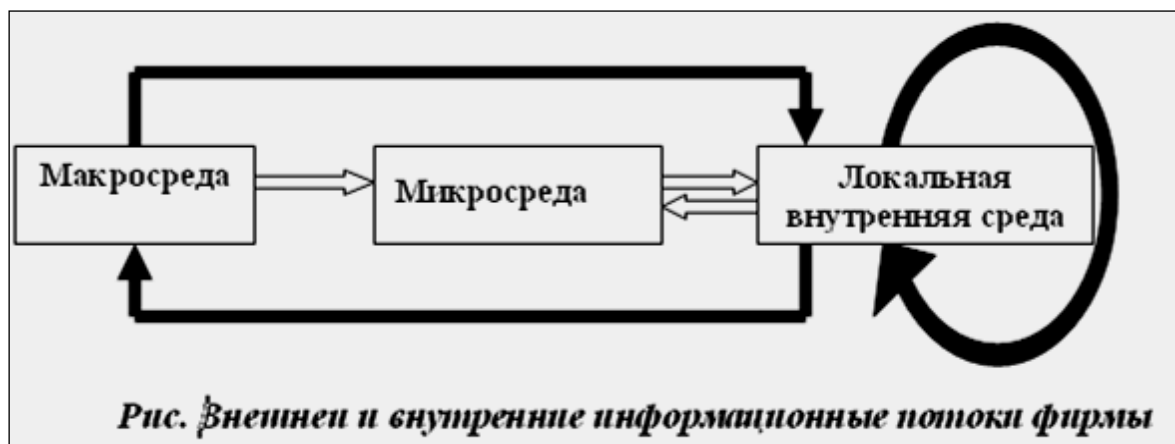 Макросреда
Микросреда
Локальная
внутренняя среда
Рис. Внешнеи и внутренние информационные потоки фирмы